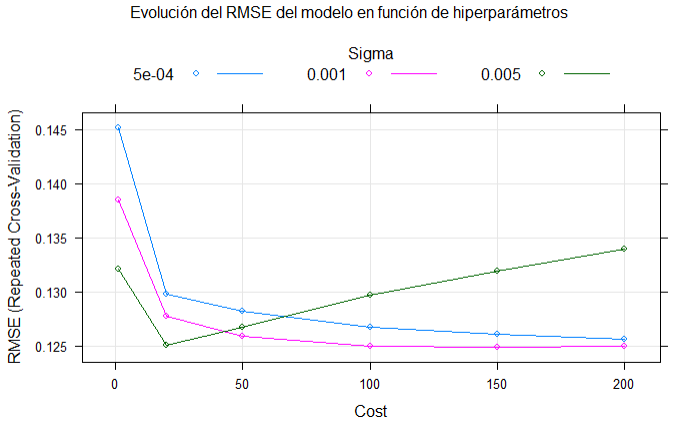 Evolución del RMSE del modelo en función de hiperparámetros
Sigma
5e-04 0.001 0.005
RMSE (Repeated Cross-Validation)
0.145
0.140
0.135
0.130
0.125
0 50 100 150 200
Cost